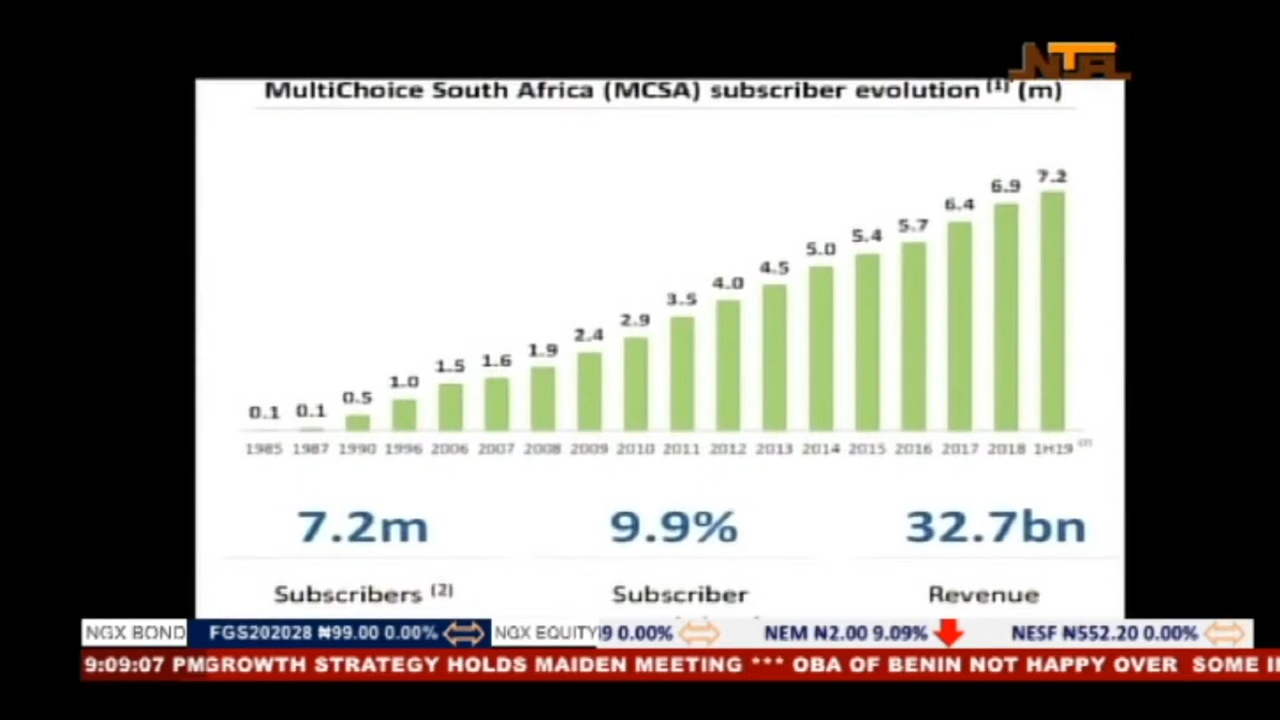 NTA
MultiChoice South Africa (MCSA) subscriber evolution (1) (m)
0.1 0.1 0.5 1.0 1.5 1.6 1.9 2.4 2.9 3.5 4.0 4.5 5.0 5.4 5.7 6.4 6.9 7.2
1985 1987 1990 1996 2006 2007 2008 2009 2010 2011 2012 2013 2014 2015 2016 2017 2018 1H19 (2)
7.2m 9.9% 32.7bn
Subscribers (2) Subscriber Revenue
NGX BOND FGS202028 ₦99.00 0.00% NGX EQUITY 9 0.00% NEM ₦2.00 9.09% NESF ₦552.20 0.00%
9:09:07 PM GROWTH STRATEGY HOLDS MAIDEN MEETING *** OBA OF BENIN NOT HAPPY OVER SOME